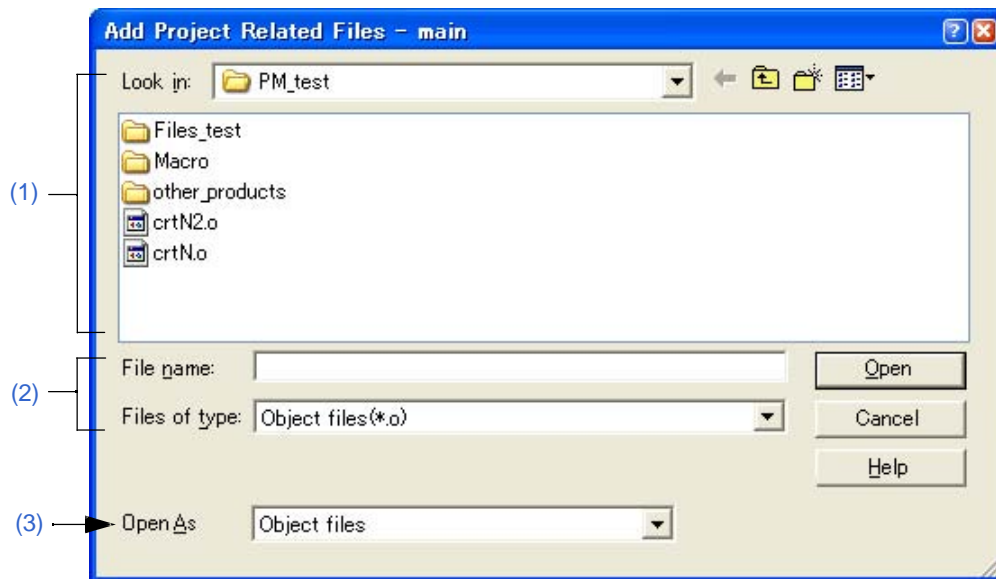 Add Project Related Files - main
Look in: PM_test
(1)
Files_test
Macro
other_products
crtN2.o
crtN.o
(2)
File name:
Open
Files of type: Object files(*.o)
Cancel
Help
(3)
Open As Object files